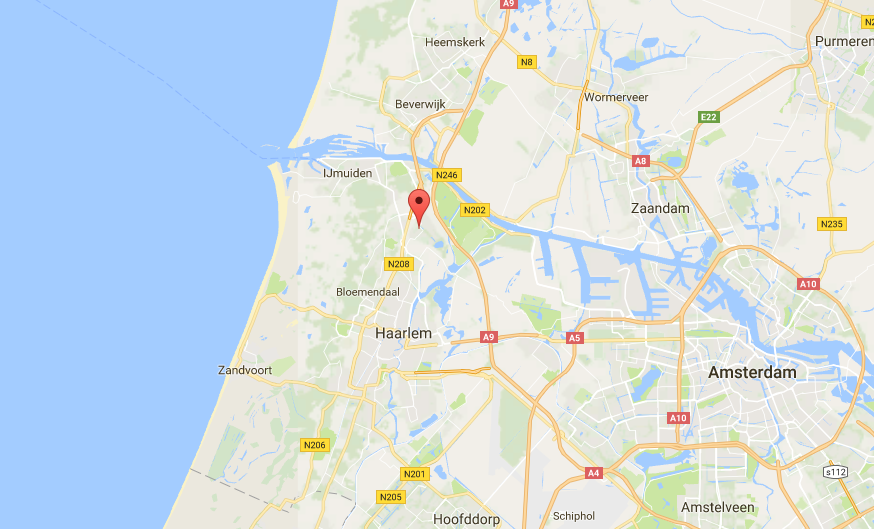 A9
N2
Heemskerk
Purmeren
N8
Wormerveer
Beverwijk
E22
A8
IJmuiden
N246
Zaandam
N202
N235
N208
A10
Bloemendaal
Haarlem
A9
A5
Zandvoort
Amsterdam
A10
N206
N201
A4
s112
N205
Amstelveen
Hoofddorp
Schiphol